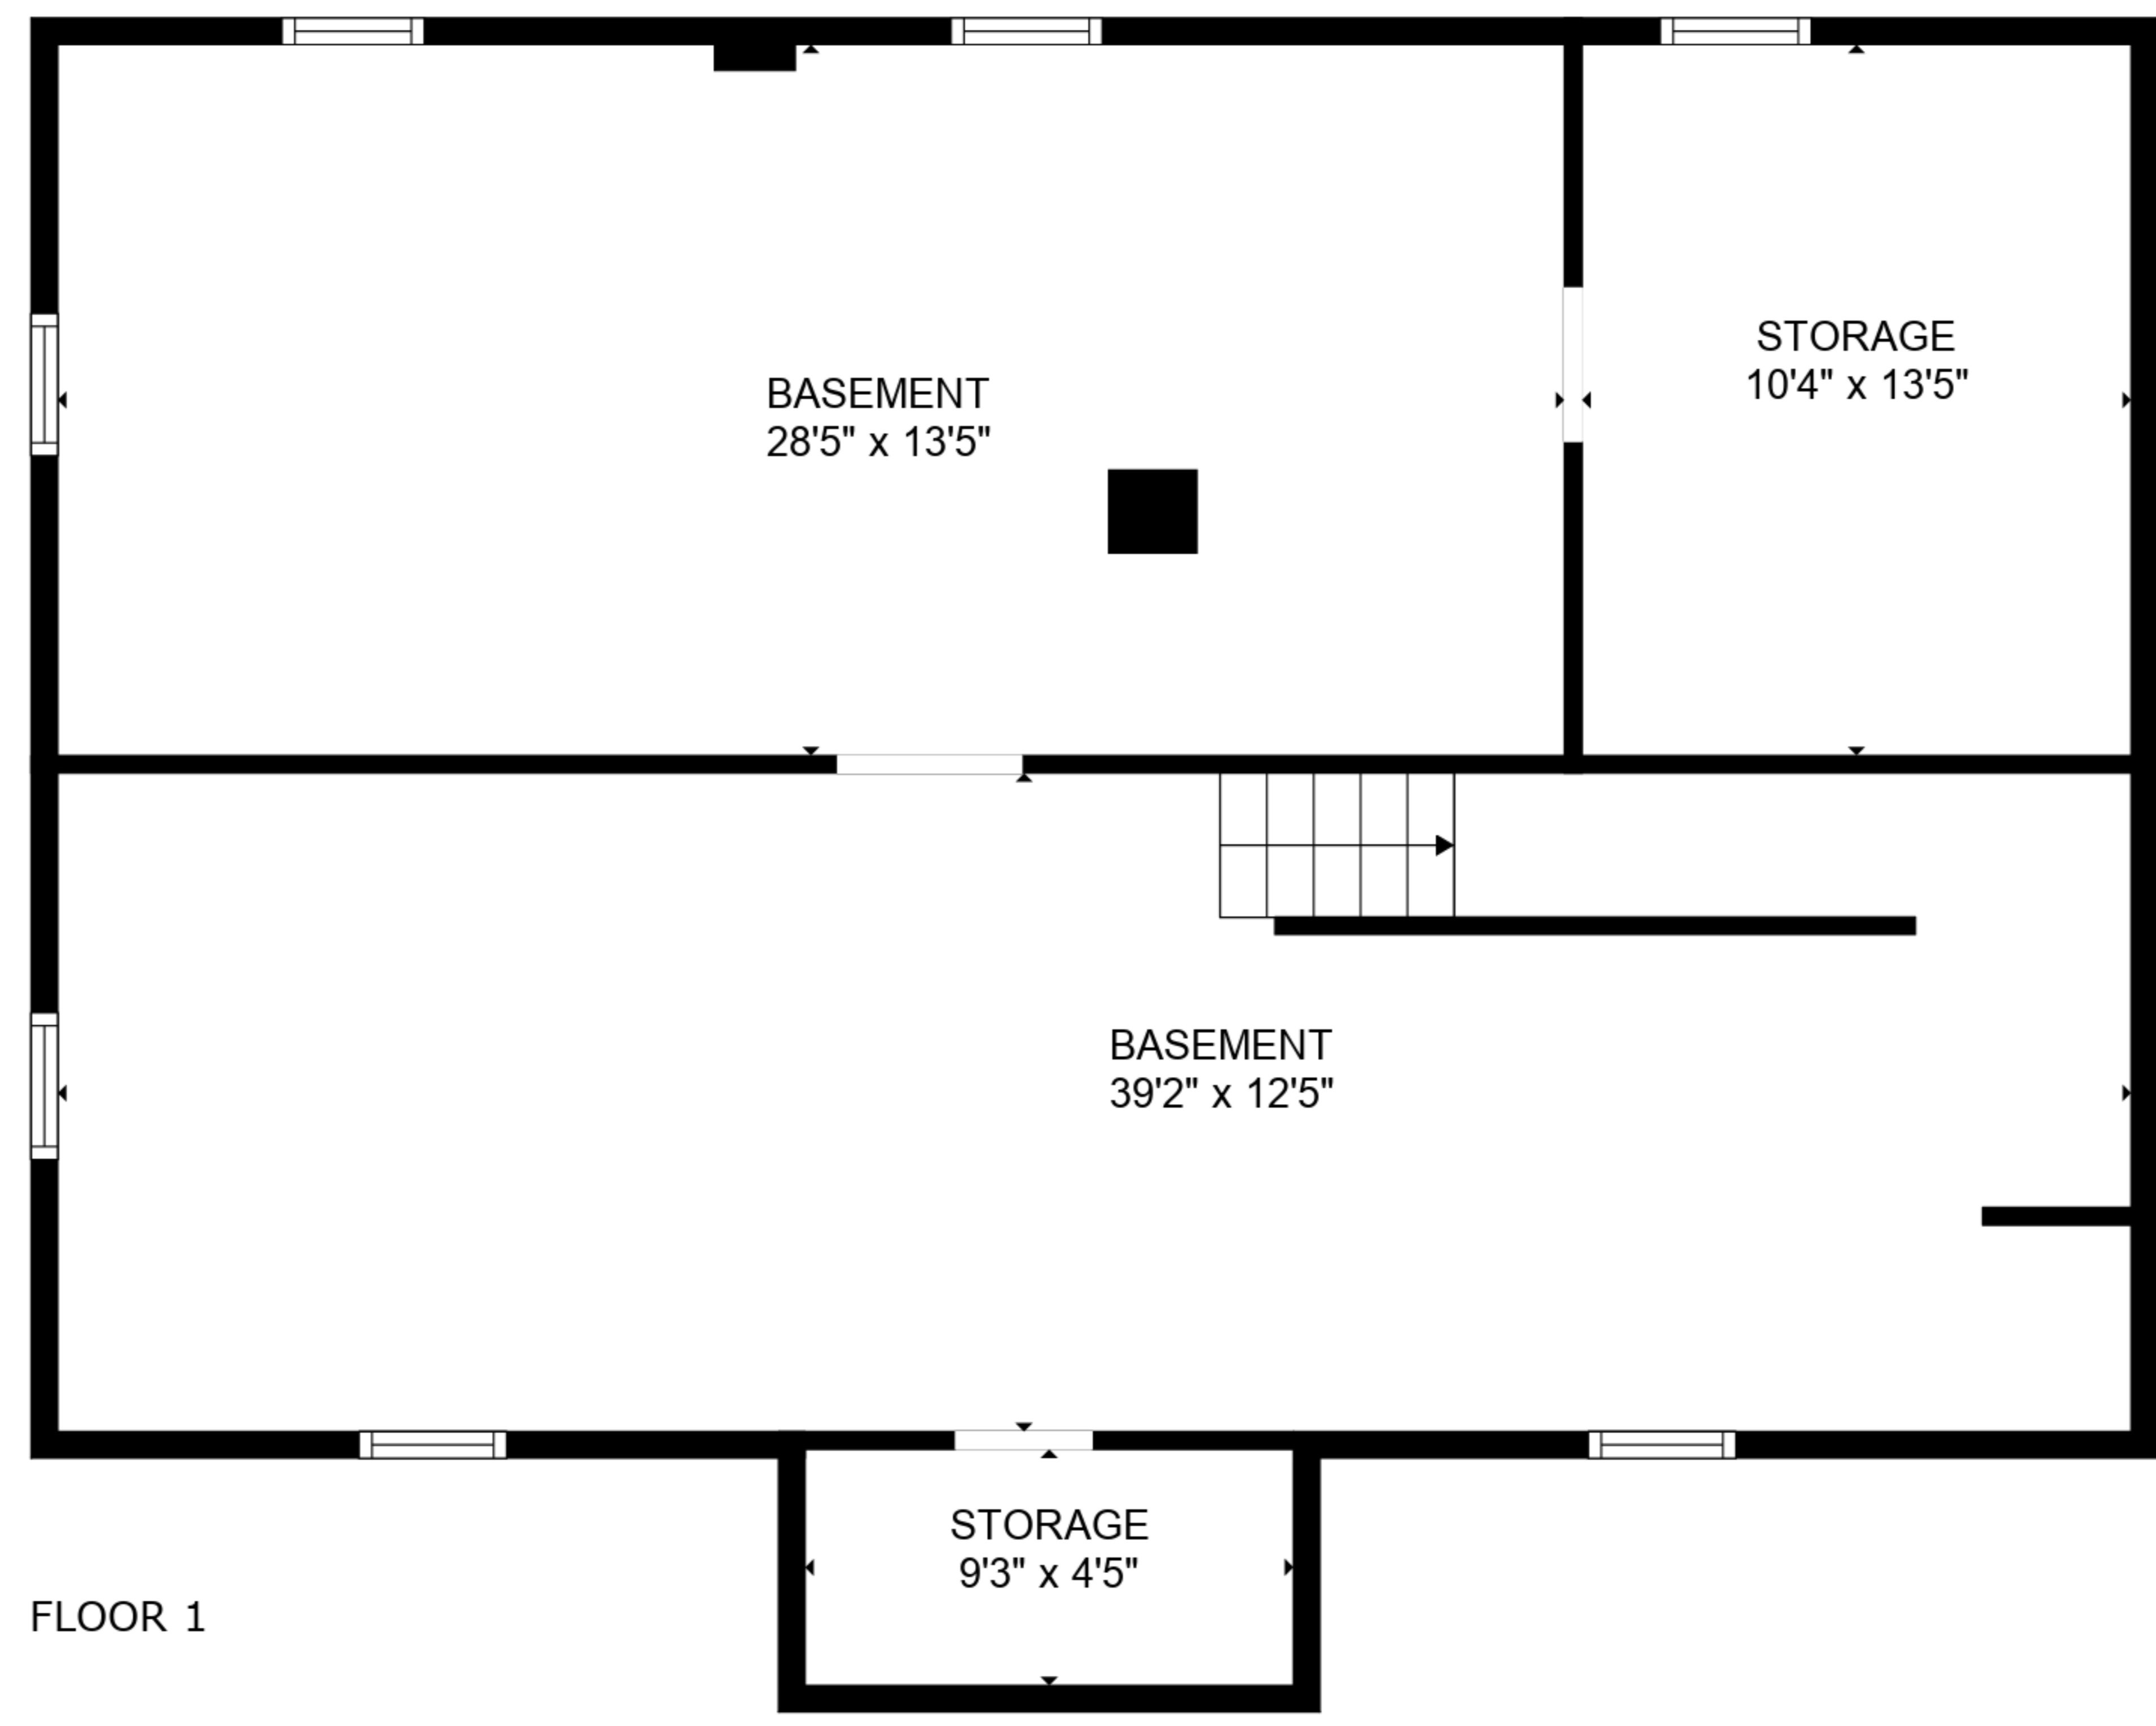 STORAGE
10'4" x 13'5"
BASEMENT
28'5" x 13'5"
BASEMENT
39'2" x 12'5"
STORAGE
9'3" x 4'5"
FLOOR 1